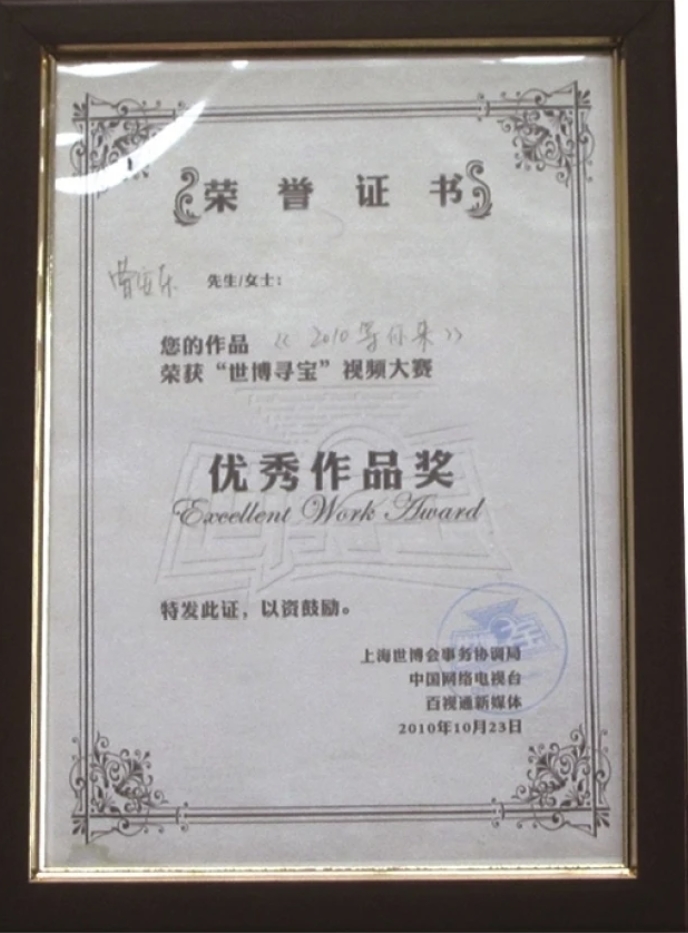 荣誉证书
曾 东 先生/女士：
您的作品 《2010等你来》
荣获“世博寻宝”视频大赛
优秀作品奖
Excellent Work Award
特发此证，以资鼓励。
上海世博会事务协调局
中国网络电视台
百视通新媒体
2010年10月23日